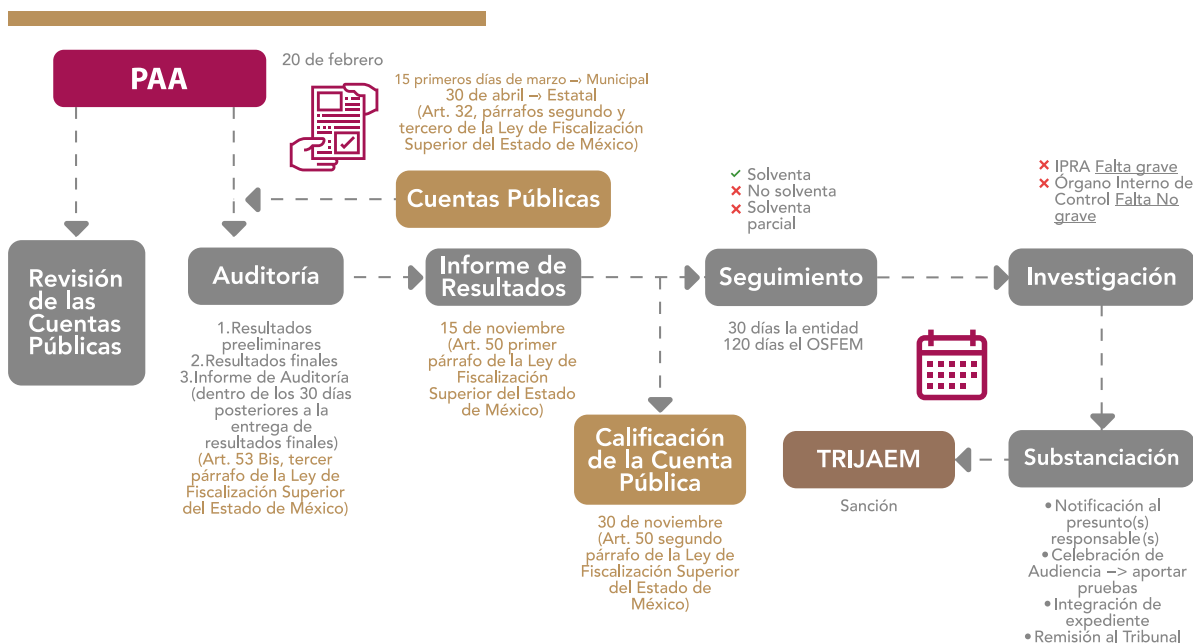 PAA
20 de febrero
15 primeros días de marzo –› Municipal
30 de abril –› Estatal
(Art. 32, párrafos segundo y
tercero de la Ley de Fiscalización
Superior del Estado de México)
Cuentas Públicas
Revisión
de las
Cuentas
Públicas
Auditoría
1.Resultados
preeliminares
2.Resultados finales
3.Informe de Auditoría
(dentro de los 30 días
posteriores a la
entrega de
resultados finales)
(Art. 53 Bis, tercer
párrafo de la Ley de
Fiscalización Superior
del Estado de México)
Informe de
Resultados
15 de noviembre
(Art. 50 primer
párrafo de la Ley de
Fiscalización
Superior del Estado
de México)
Calificación
de la Cuenta
Pública
30 de noviembre
(Art. 50 segundo
párrafo de la Ley de
Fiscalización Superior
del Estado de
México)
✓ Solventa
✗ No solventa
✗ Solventa
parcial
Seguimiento
30 días la entidad
120 días el OSFEM
✗ IPRA Falta grave
✗ Órgano Interno de
Control Falta No
grave
Investigación
Substanciación
• Notificación al
presunto(s)
responsable(s)
• Celebración de
Audiencia –> aportar
pruebas
• Integración de
expediente
• Remisión al Tribunal
TRIJAEM
Sanción